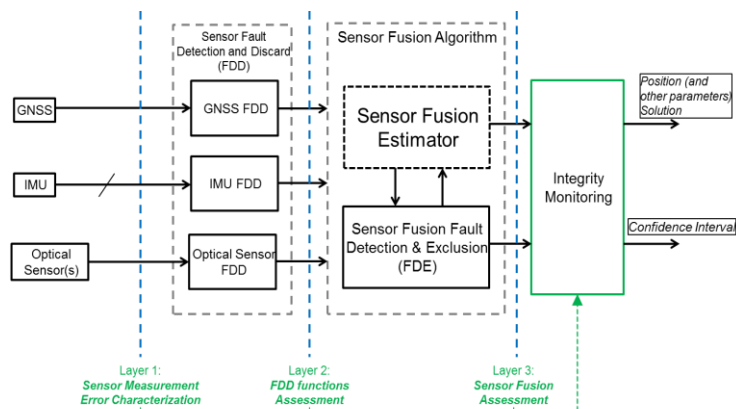 Sensor Fault
Detection and Discard
(FDD)
Sensor Fusion Algorithm
GNSS
GNSS FDD
Sensor Fusion
Estimator
Position (and
other parameters)
Solution
IMU
IMU FDD
Integrity
Monitoring
Optical
Sensor(s)
Optical Sensor
FDD
Sensor Fusion Fault
Detection & Exclusion
(FDE)
Confidence Interval
Layer 1:
Sensor Measurement
Error Characterization
Layer 2:
FDD functions
Assessment
Layer 3:
Sensor Fusion
Assessment